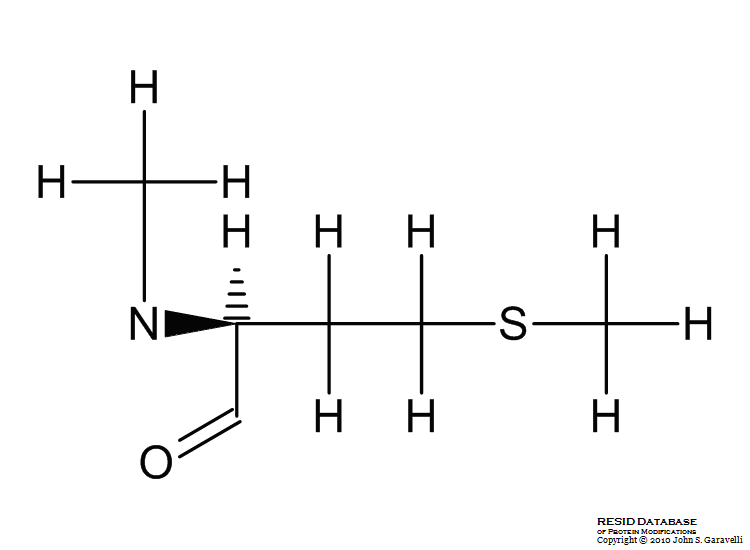 H
H H
H H H H
N S H
H H H
O
RESID DATABASE
OF PROTEIN MODIFICATIONS
Copyright © 2010 John S. Garavelli